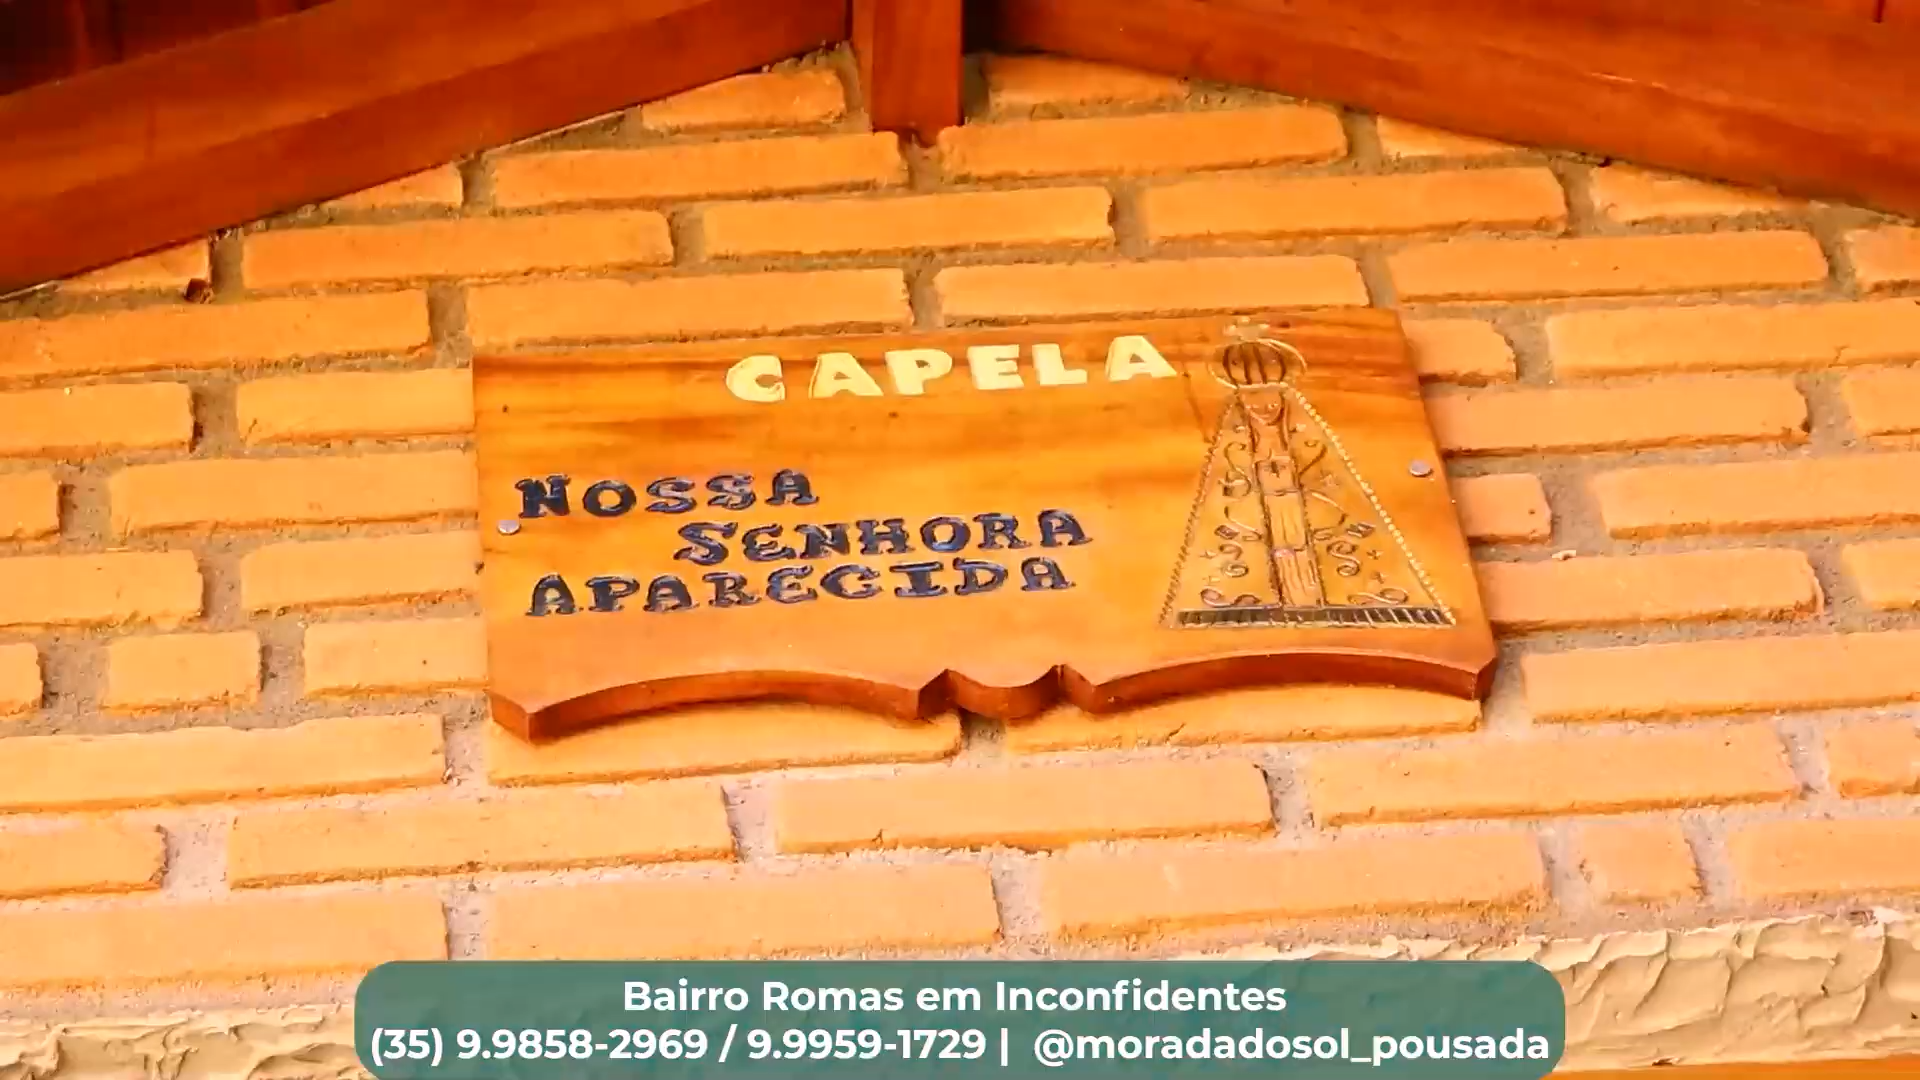 CAPELA
NOSSA
SENHORA
APARECIDA
Bairro Romas em Inconfidentes
(35) 9.9858-2969 / 9.9959-1729 | @moradadosol_pousada